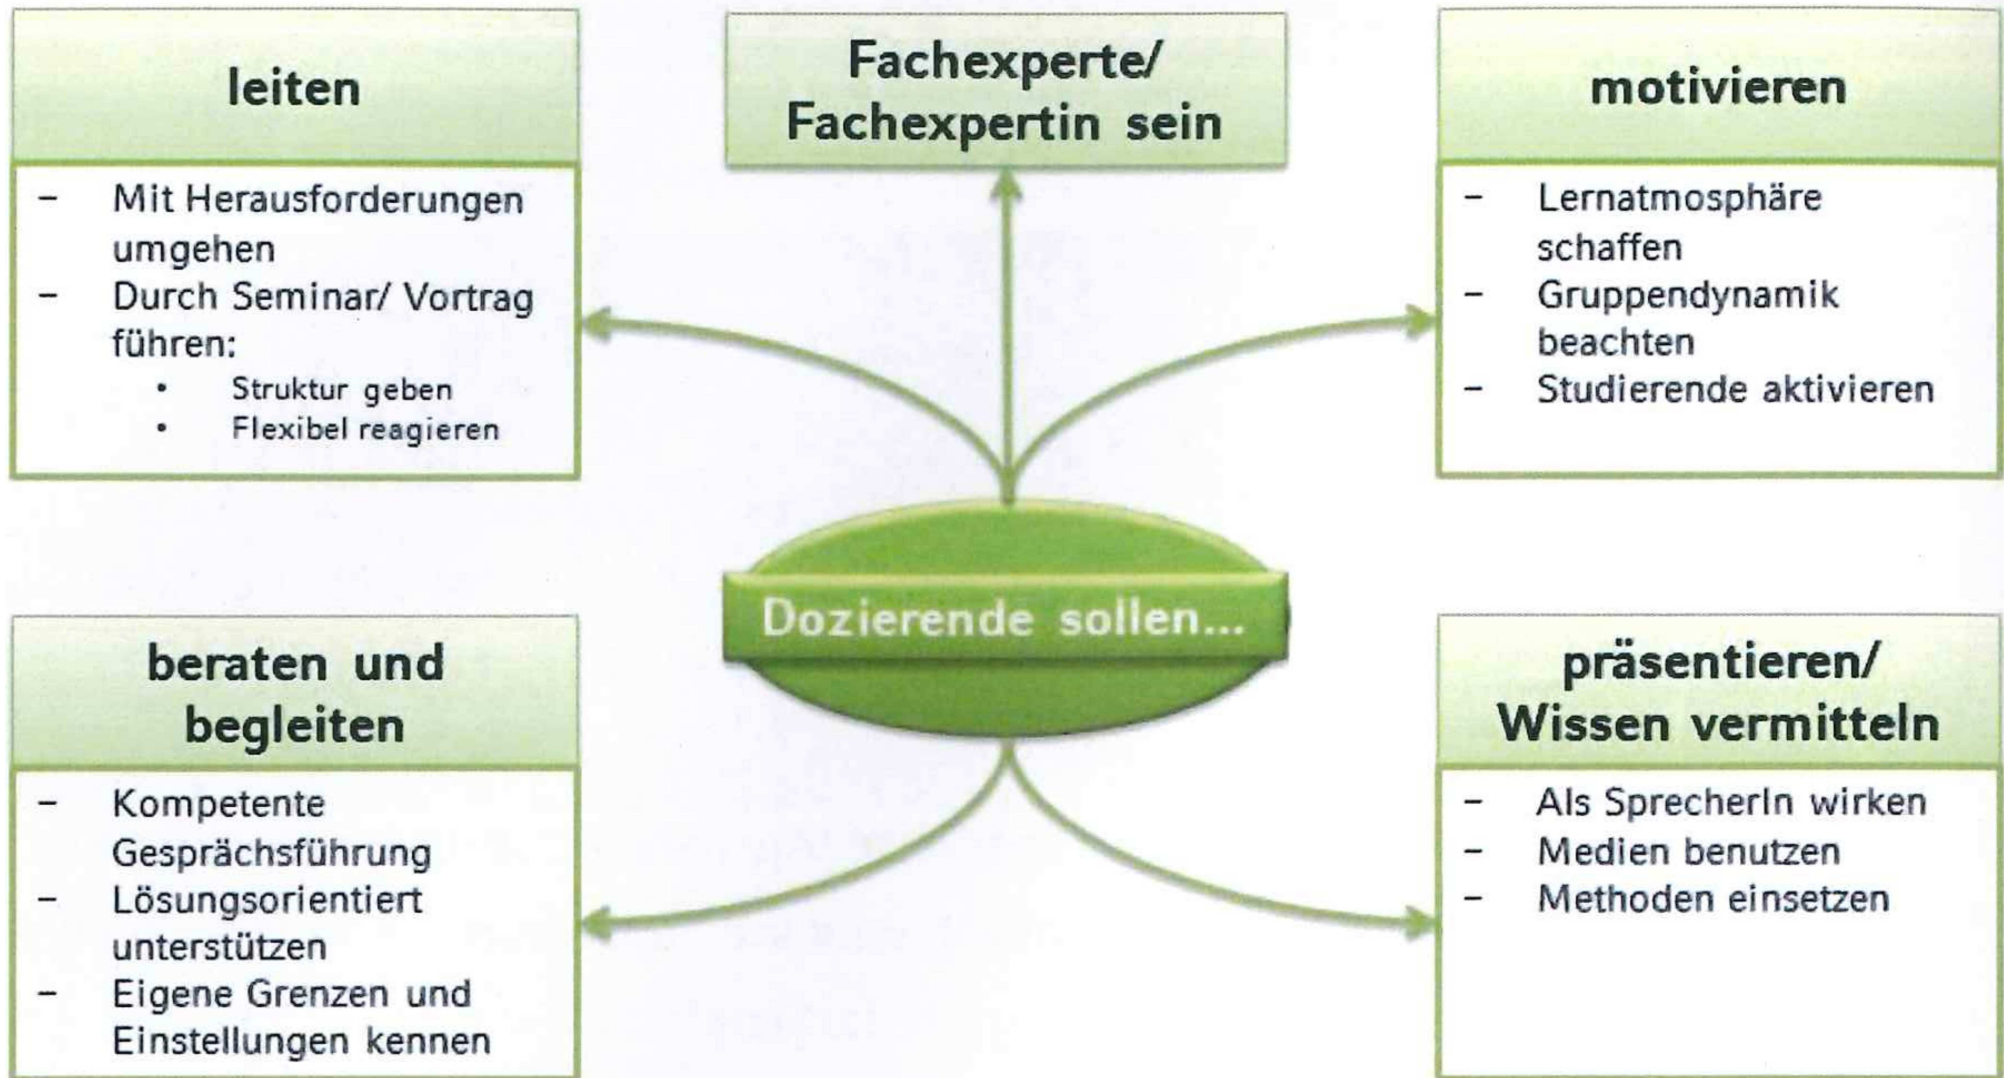 leiten
– Mit Herausforderungen
umgehen
– Durch Seminar/ Vortrag
führen:
• Struktur geben
• Flexibel reagieren
Fachexperte/
Fachexpertin sein
motivieren
– Lernatmosphäre
schaffen
– Gruppendynamik
beachten
– Studierende aktivieren
Dozierende sollen...
beraten und
begleiten
– Kompetente
Gesprächsführung
– Lösungsorientiert
unterstützen
– Eigene Grenzen und
Einstellungen kennen
präsentieren/
Wissen vermitteln
– Als SprecherIn wirken
– Medien benutzen
– Methoden einsetzen